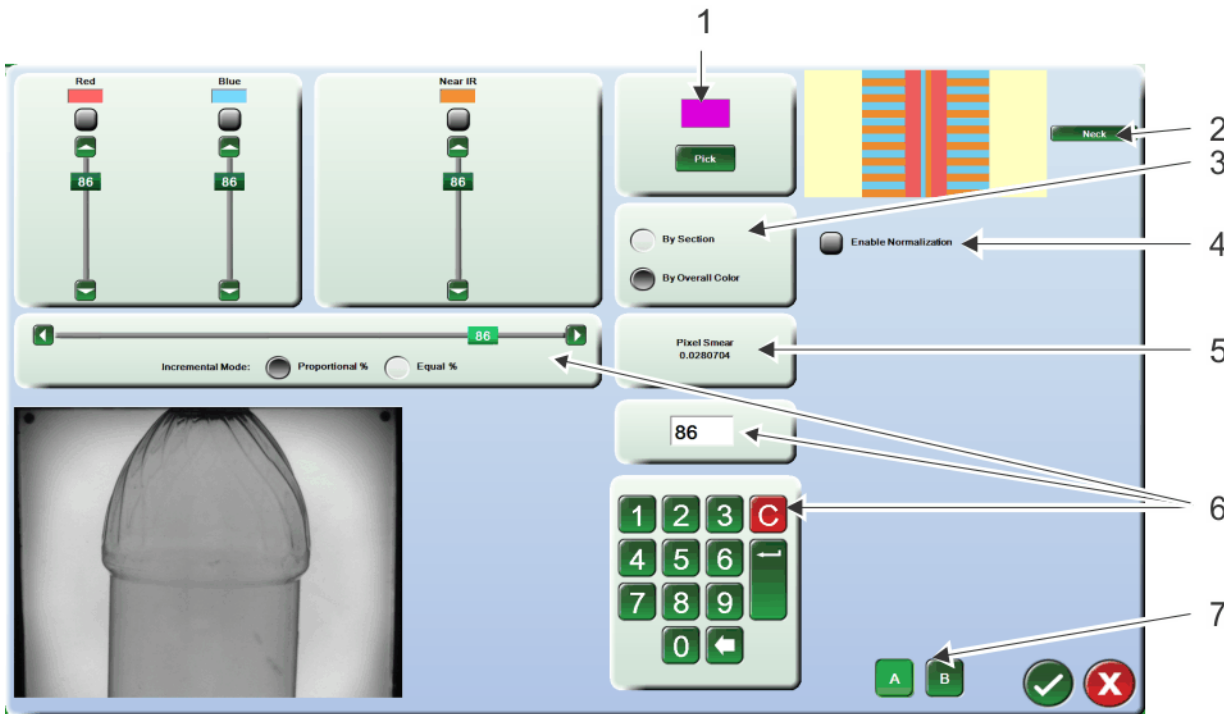 1
Red
Blue
Near IR
86
86
86
Pick
Neck
2
3
By Section
By Overall Color
Enable Normalization
4
86
Incremental Mode:
Proportional %
Equal %
Pixel Smear
0.0280704
5
86
6
1 2 3 C
4 5 6
7 8 9
0
7
A
B